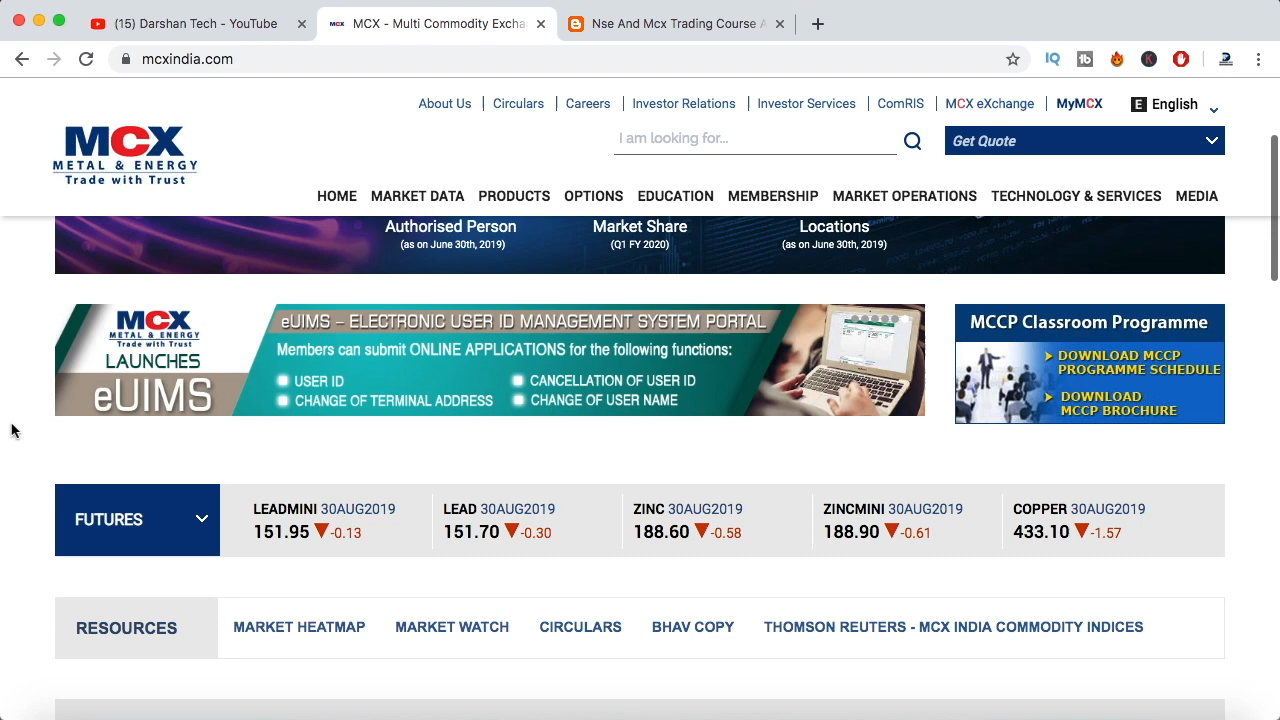 (15) Darshan Tech - YouTube
MCX - Multi Commodity Excha
Nse And Mcx Trading Course A
mcxindia.com
About Us | Circulars | Careers | Investor Relations | Investor Services | ComRIS | MCX eXchange | MyMCX
E English
MCX
METAL & ENERGY
Trade with Trust
I am looking for...
Get Quote
HOME MARKET DATA PRODUCTS OPTIONS EDUCATION MEMBERSHIP MARKET OPERATIONS TECHNOLOGY & SERVICES MEDIA
Authorised Person
(as on June 30th, 2019)
Market Share
(Q1 FY 2020)
Locations
(as on June 30th, 2019)
MCX
METAL & ENERGY
Trade with Trust
LAUNCHES
eUIMS
eUIMS – ELECTRONIC USER ID MANAGEMENT SYSTEM PORTAL
Members can submit ONLINE APPLICATIONS for the following functions:
USER ID
CANCELLATION OF USER ID
CHANGE OF TERMINAL ADDRESS
CHANGE OF USER NAME
MCCP Classroom Programme
DOWNLOAD MCCP
PROGRAMME SCHEDULE
DOWNLOAD
MCCP BROCHURE
FUTURES
LEADMINI 30AUG2019
151.95 ▼-0.13
LEAD 30AUG2019
151.70 ▼-0.30
ZINC 30AUG2019
188.60 ▼-0.58
ZINCMINI 30AUG2019
188.90 ▼-0.61
COPPER 30AUG2019
433.10 ▼-1.57
RESOURCES
MARKET HEATMAP MARKET WATCH CIRCULARS BHAV COPY THOMSON REUTERS - MCX INDIA COMMODITY INDICES